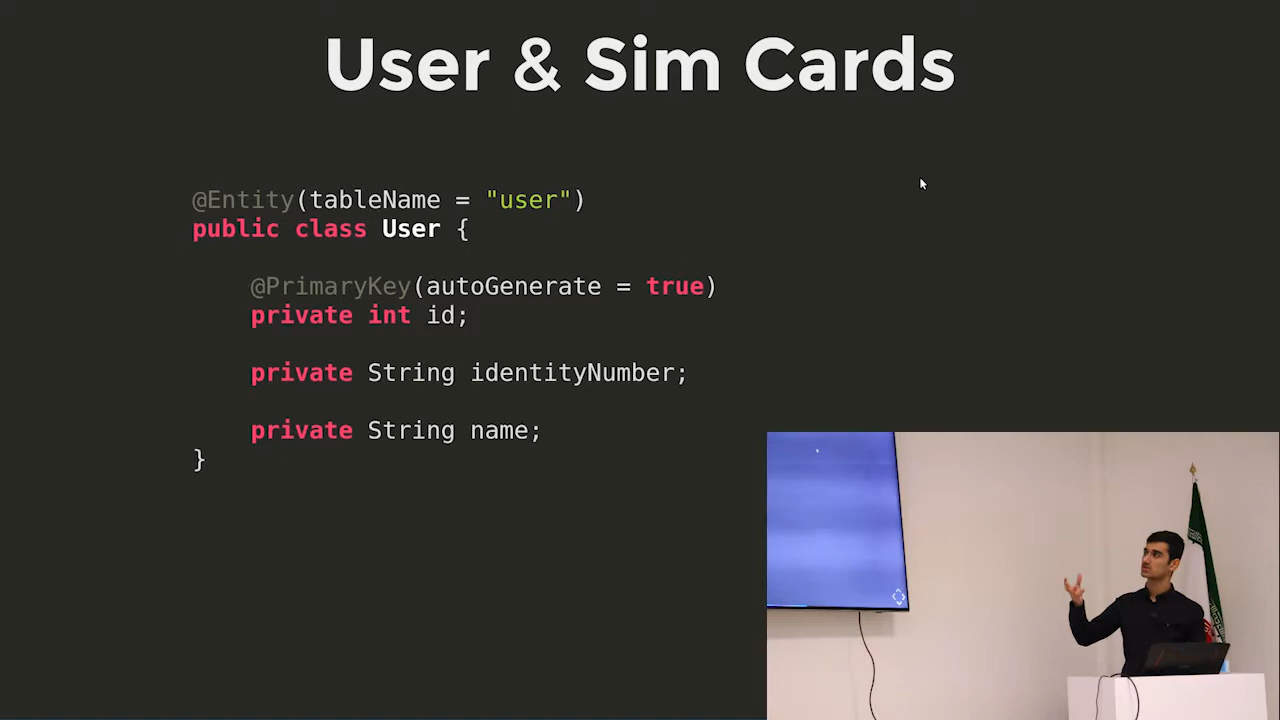 User & Sim Cards
@Entity(tableName = "user")
public class User {
@PrimaryKey(autoGenerate = true)
private int id;
private String identityNumber;
private String name;
}